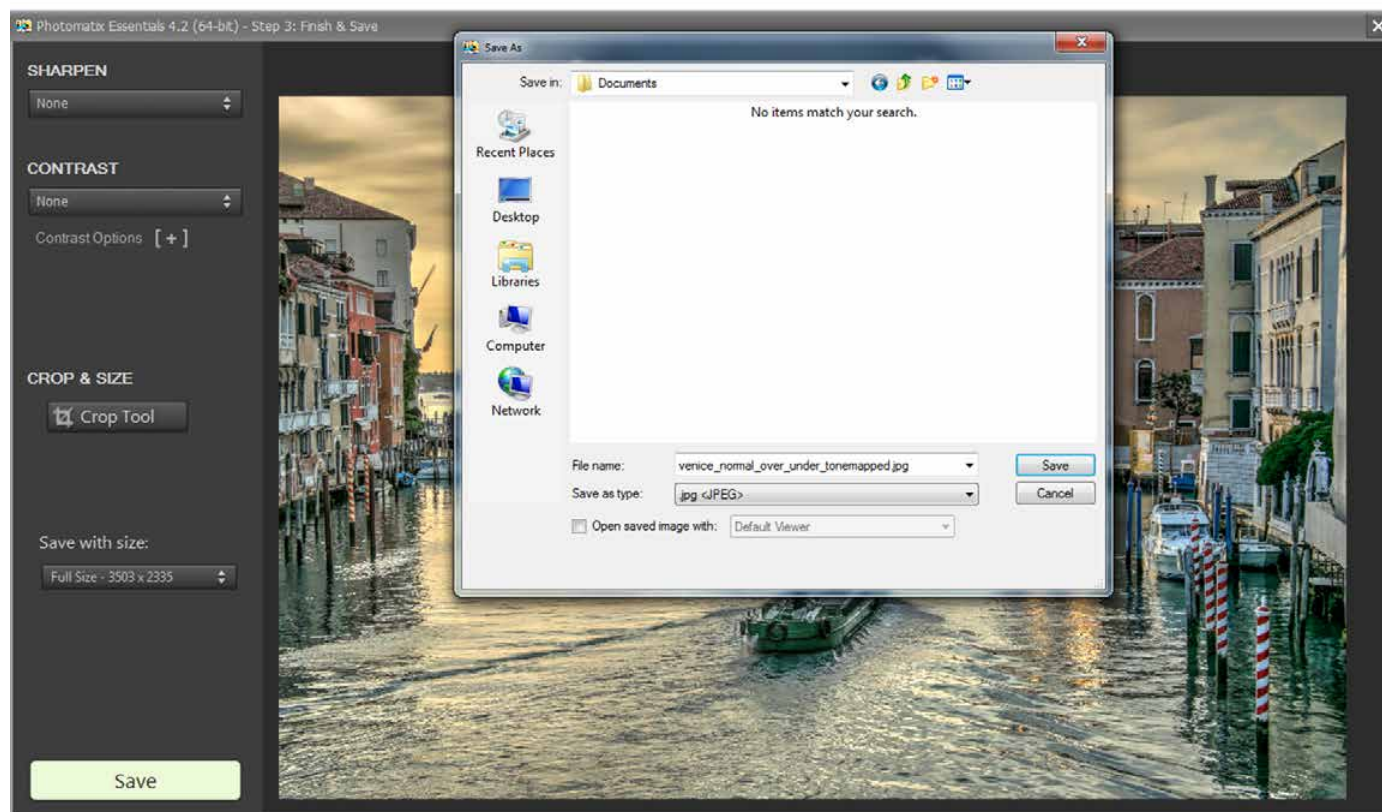 Photomatix Essentials 4.2 (64-bit) - Step 3: Finish & Save
SHARPEN
None
CONTRAST
None
Contrast Options [ + ]
CROP & SIZE
Crop Tool
Save with size:
Full Size - 3503 x 2335
Save
Save As
Save in:
Documents
No items match your search.
Recent Places
Desktop
Libraries
Computer
Network
File name:
venice_normal_over_under_tonemapped.jpg
Save
Save as type:
.jpg <JPEG>
Cancel
Open saved image with:
Default Viewer